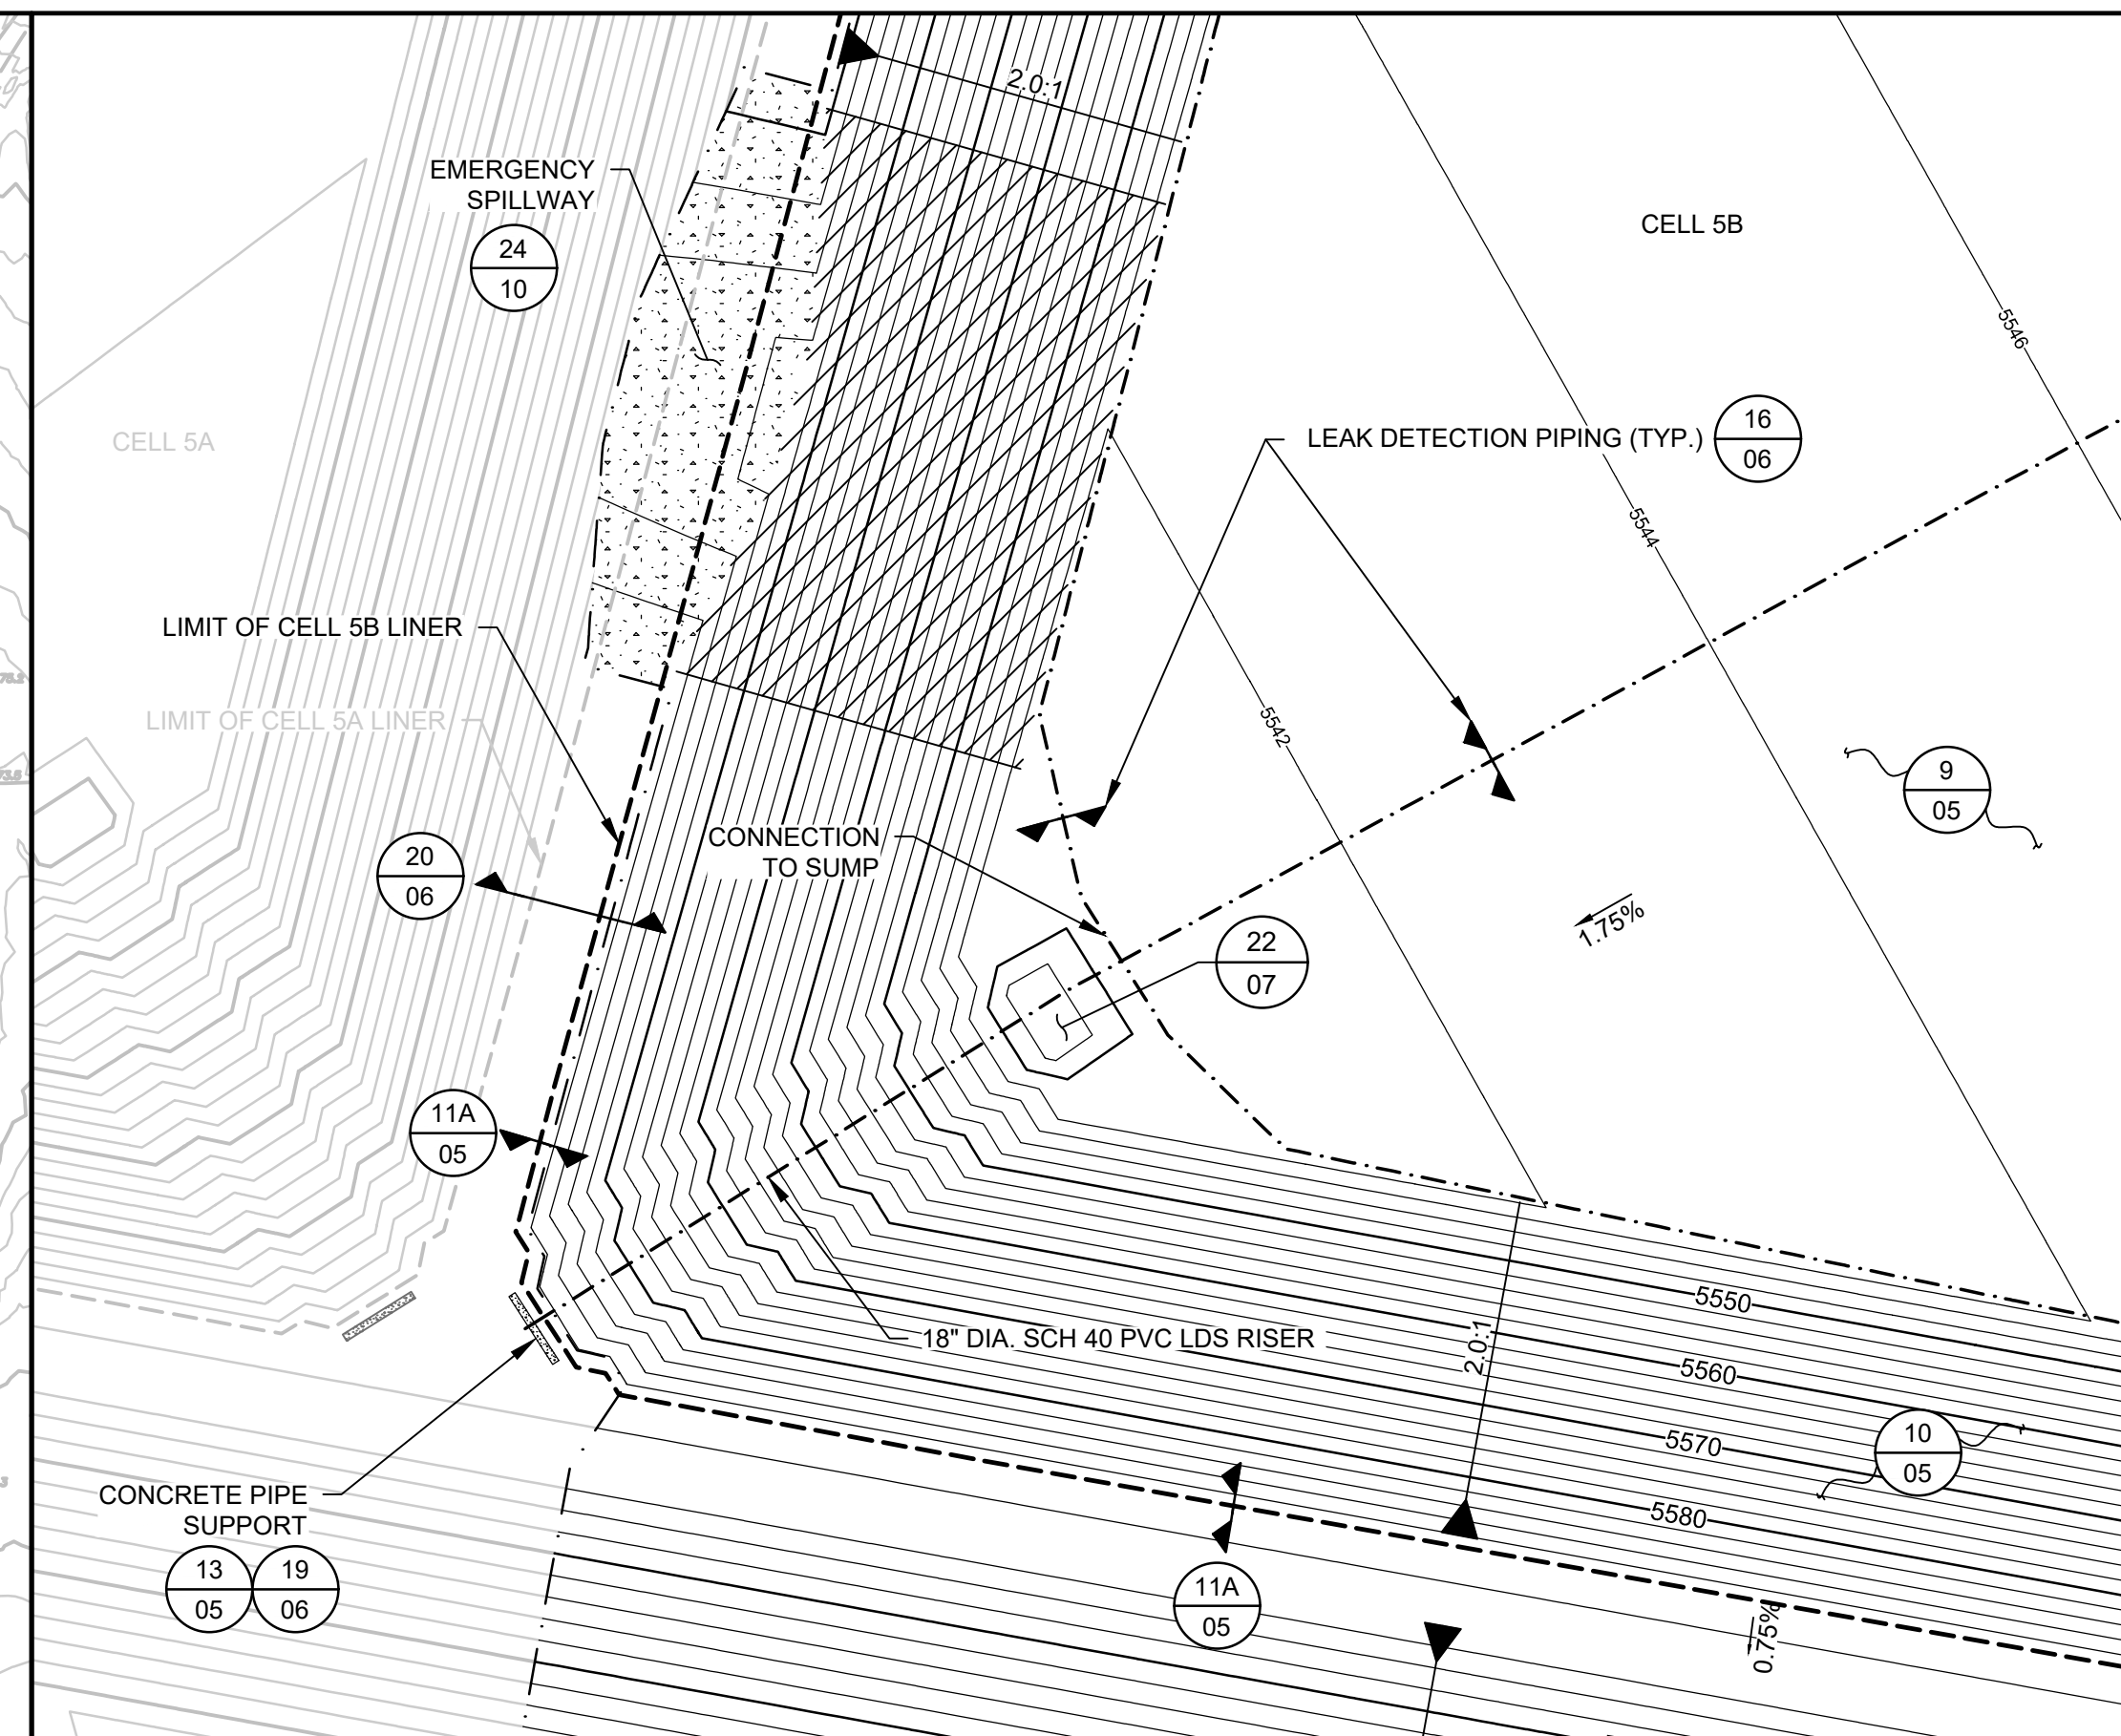 2.0:1
EMERGENCY
SPILLWAY
24
10
CELL 5B
5546
CELL 5A
LEAK DETECTION PIPING (TYP.)
16
06
5544
LIMIT OF CELL 5B LINER
LIMIT OF CELL 5A LINER
5542
9
05
CONNECTION
TO SUMP
20
06
22
07
1.75%
11A
05
18" DIA. SCH 40 PVC LDS RISER
2.0:1
5550
5560
5570
5580
10
05
CONCRETE PIPE
SUPPORT
13
05
19
06
11A
05
0.75%